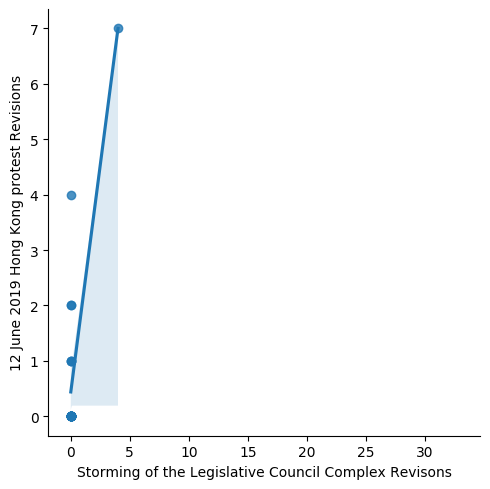 12 June 2019 Hong Kong protest Revisions
7
6
5
4
3
2
1
0
0 5 10 15 20 25 30
Storming of the Legislative Council Complex Revisons